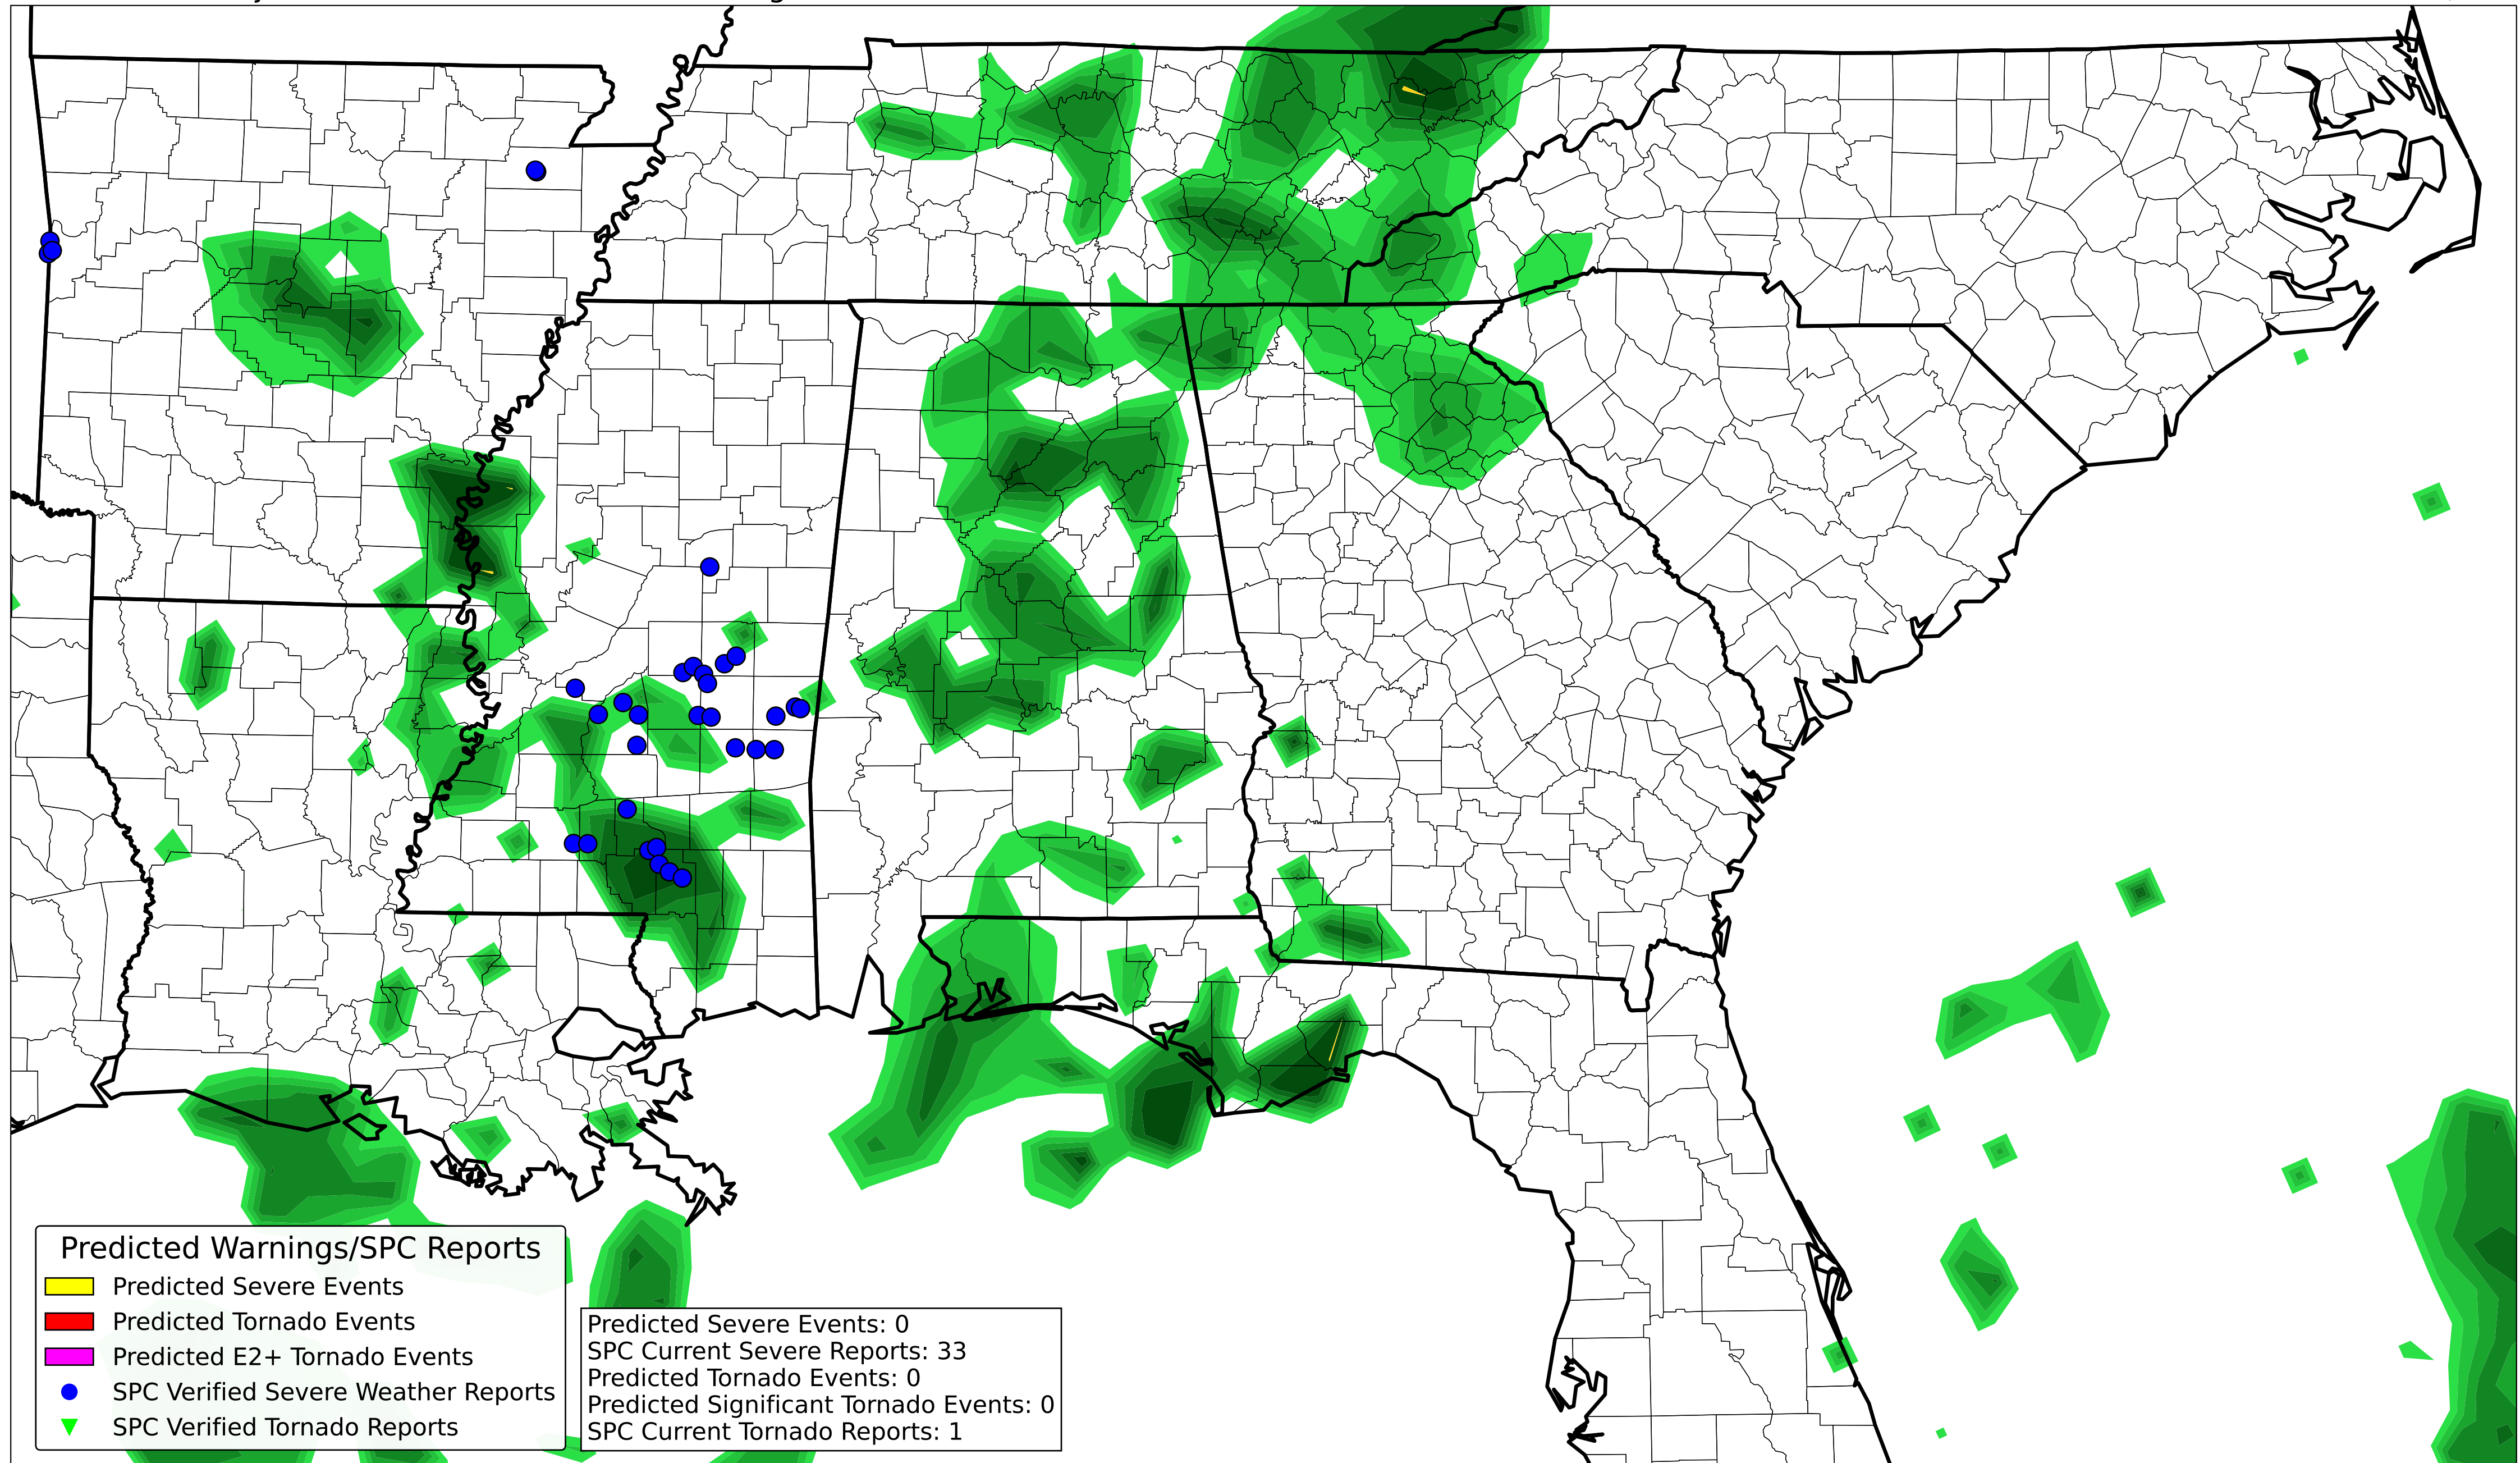 Predicted Warnings/SPC Reports
Predicted Severe Events
Predicted Tornado Events
Predicted E2+ Tornado Events
SPC Verified Severe Weather Reports
SPC Verified Tornado Reports
Predicted Severe Events: 0
SPC Current Severe Reports: 33
Predicted Tornado Events: 0
Predicted Significant Tornado Events: 0
SPC Current Tornado Reports: 1